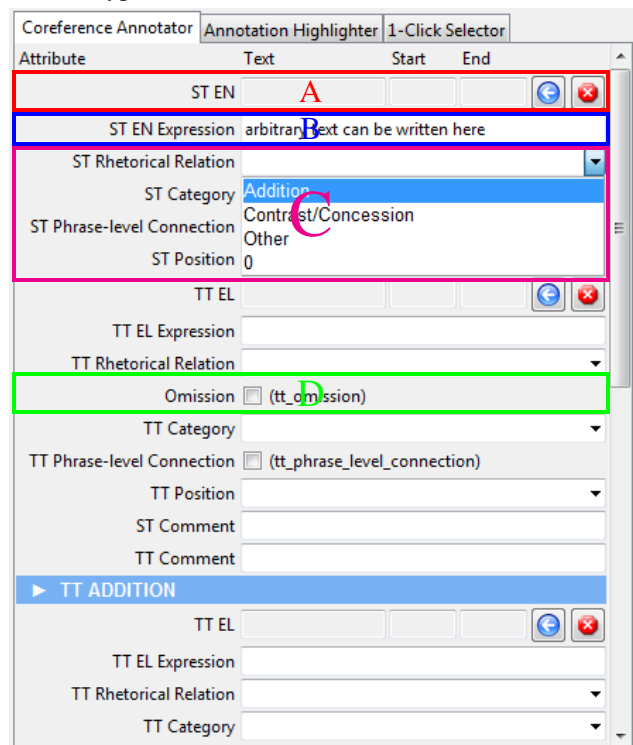 Coreference Annotator Annotation Highlighter 1-Click Selector
Attribute Text Start End
ST EN A
ST EN Expression arbitrary text can be written here B
ST Rhetorical Relation
ST Category Addition
ST Phrase-level Connection Contrast/Concession C
Other
ST Position 0
TT EL
TT EL Expression
TT Rhetorical Relation
Omission (tt_omission) D
TT Category
TT Phrase-level Connection (tt_phrase_level_connection)
TT Position
ST Comment
TT Comment
TT ADDITION
TT EL
TT EL Expression
TT Rhetorical Relation
TT Category